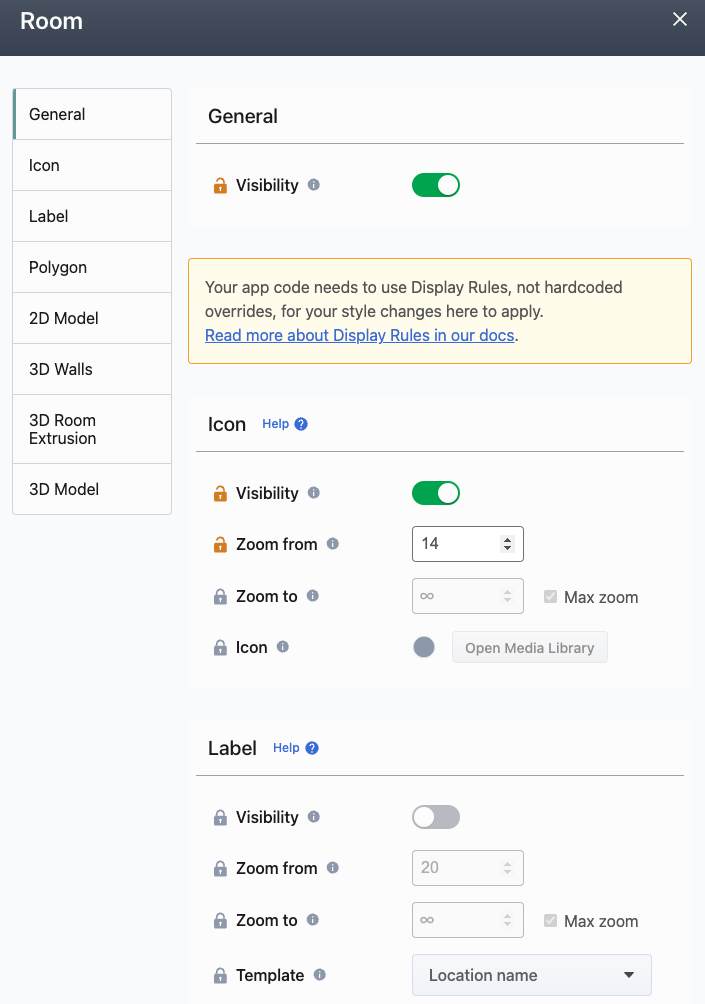 Room
General
Icon
Label
Polygon
2D Model
3D Walls
3D Room
Extrusion
3D Model
General
Visibility
Your app code needs to use Display Rules, not hardcoded
overrides, for your style changes here to apply.
Read more about Display Rules in our docs.
Icon Help ?
Visibility
Zoom from 14
Zoom to ∞ Max zoom
Icon Open Media Library
Label Help ?
Visibility
Zoom from 20
Zoom to ∞ Max zoom
Template Location name